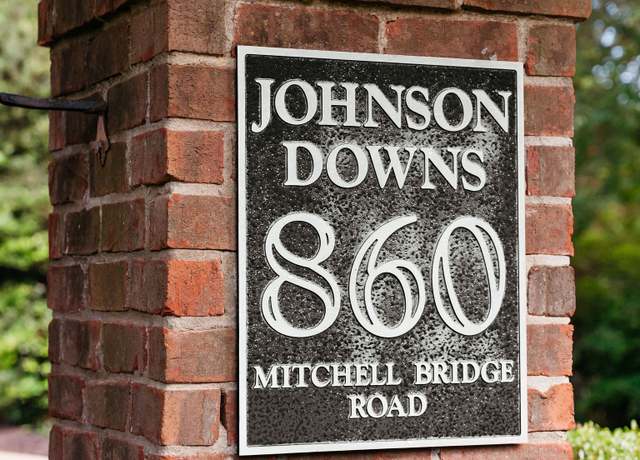 JOHNSON
DOWNS
860
MITCHELL BRIDGE
ROAD